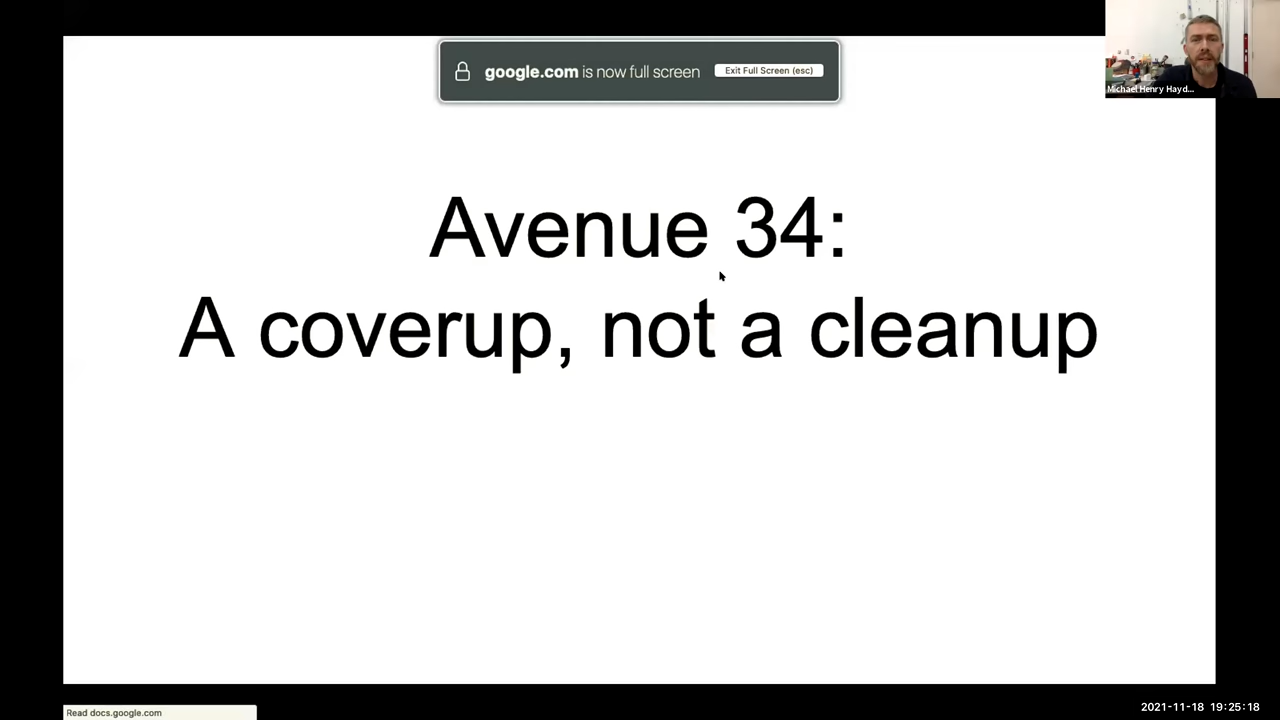 google.com is now full screen
Exit Full Screen (esc)
Michael Henry Hayd...
Avenue 34:
A coverup, not a cleanup
Read docs.google.com
2021-11-18 19:25:18